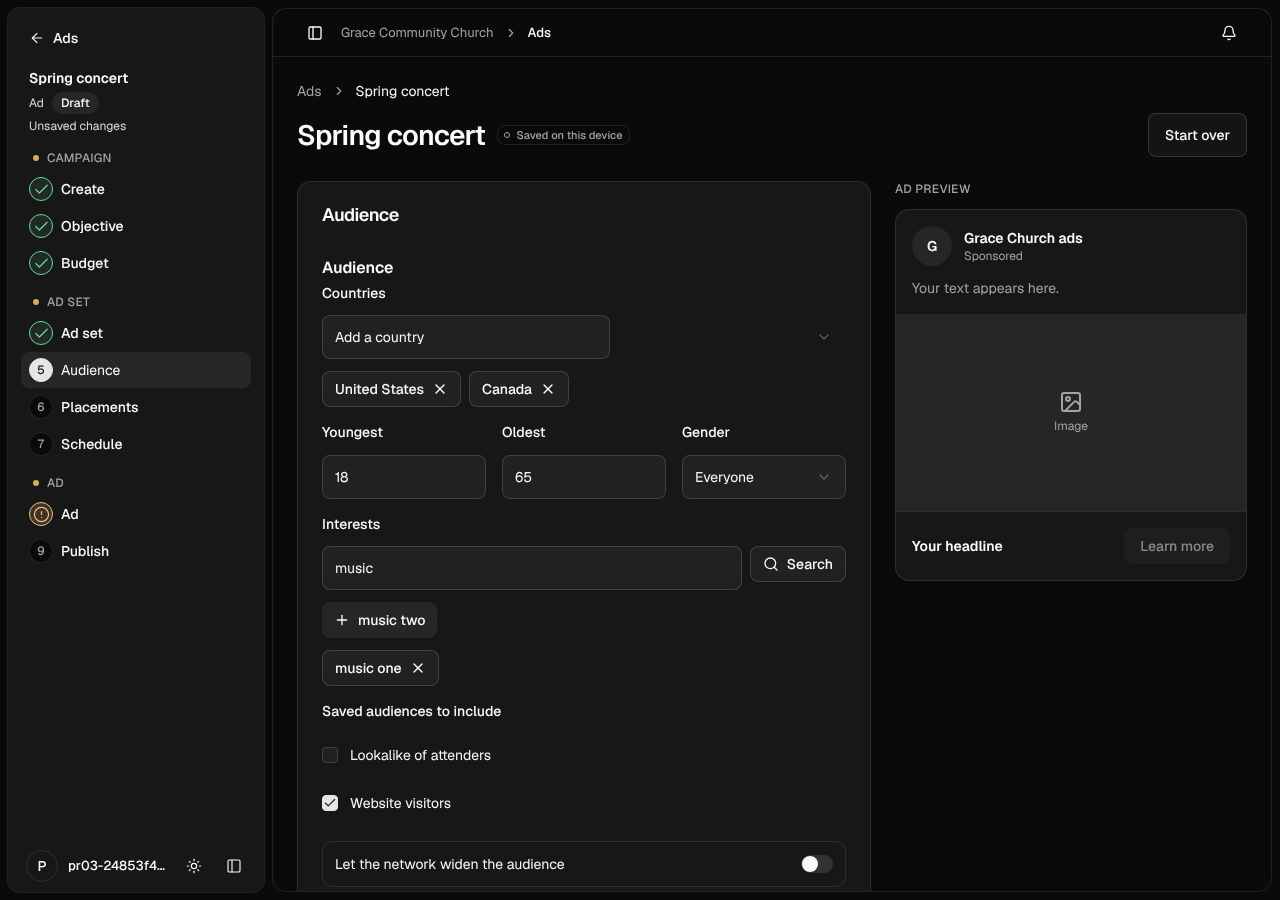 Ads
Spring concert
Ad Draft
Unsaved changes
CAMPAIGN
Create
Objective
Budget
AD SET
Ad set
5 Audience
6 Placements
7 Schedule
AD
Ad
9 Publish
P pr03-24853f4...
Grace Community Church > Ads
Ads > Spring concert
Spring concert Saved on this device
Start over
Audience
Audience
Countries
Add a country
United States Canada
Youngest Oldest Gender
18 65 Everyone
Interests
music Search
music two
music one
Saved audiences to include
Lookalike of attenders
Website visitors
Let the network widen the audience
AD PREVIEW
G Grace Church ads
Sponsored
Your text appears here.
Image
Your headline Learn more